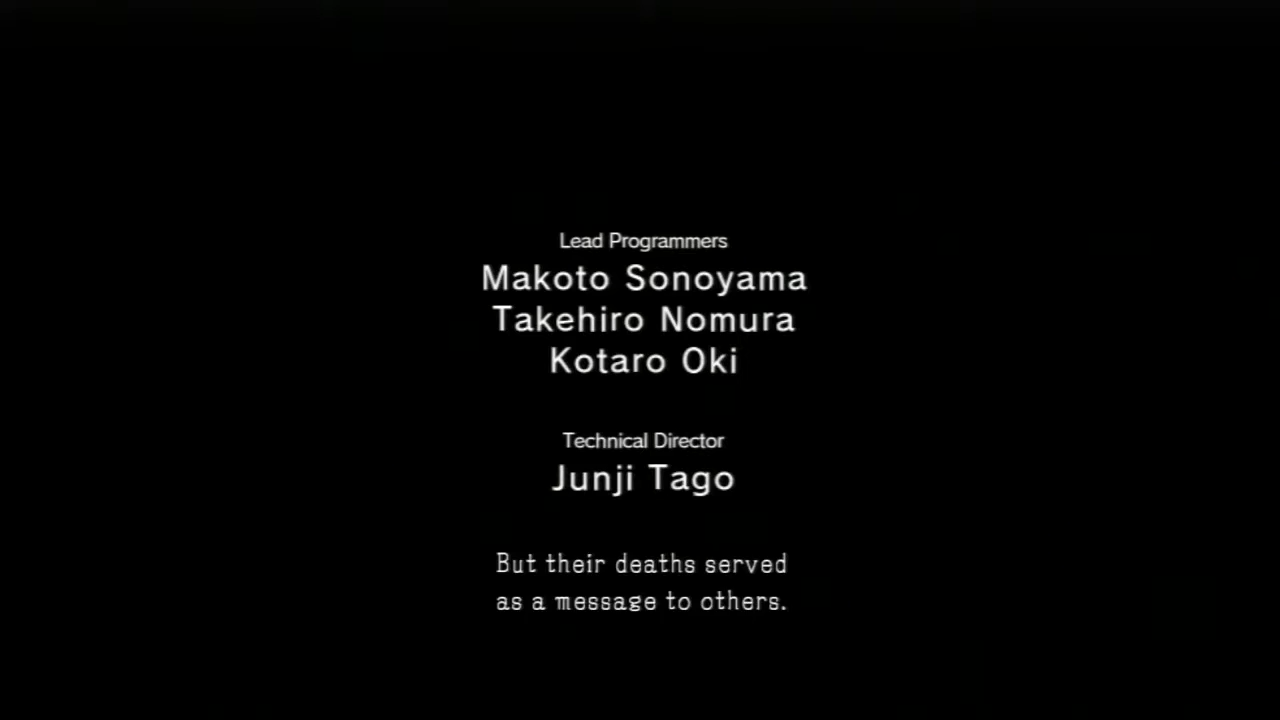 Lead Programmers
Makoto Sonoyama
Takehiro Nomura
Kotaro Oki
Technical Director
Junji Tago
But their deaths served
as a message to others.